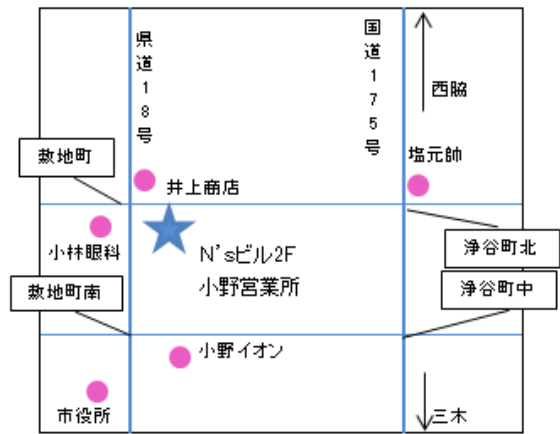 県道18号
国道175号
西脇
塩元帥
敷地町
井上商店
小林眼科
N'sビル2F
小野営業所
浄谷町北
敷地町南
浄谷町中
小野イオン
市役所
三木